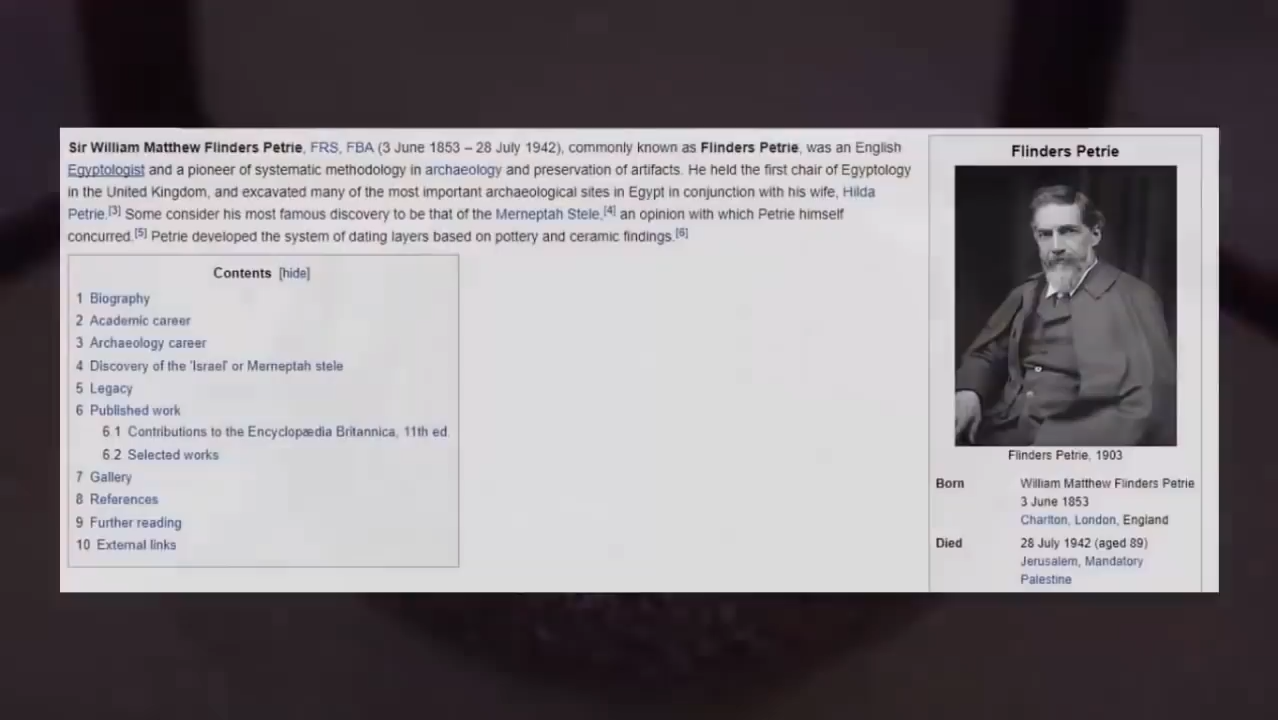 Sir William Matthew Flinders Petrie, FRS, FBA (3 June 1853 – 28 July 1942), commonly known as Flinders Petrie, was an English
Egyptologist and a pioneer of systematic methodology in archaeology and preservation of artifacts. He held the first chair of Egyptology
in the United Kingdom, and excavated many of the most important archaeological sites in Egypt in conjunction with his wife, Hilda
Petrie.[3] Some consider his most famous discovery to be that of the Merneptah Stele,[4] an opinion with which Petrie himself
concurred.[5] Petrie developed the system of dating layers based on pottery and ceramic findings.[6]
Contents [hide]
1 Biography
2 Academic career
3 Archaeology career
4 Discovery of the 'Israel' or Merneptah stele
5 Legacy
6 Published work
6.1 Contributions to the Encyclopædia Britannica, 11th ed.
6.2 Selected works
7 Gallery
8 References
9 Further reading
10 External links
Flinders Petrie
Flinders Petrie, 1903
Born William Matthew Flinders Petrie
3 June 1853
Charlton, London, England
Died 28 July 1942 (aged 89)
Jerusalem, Mandatory
Palestine